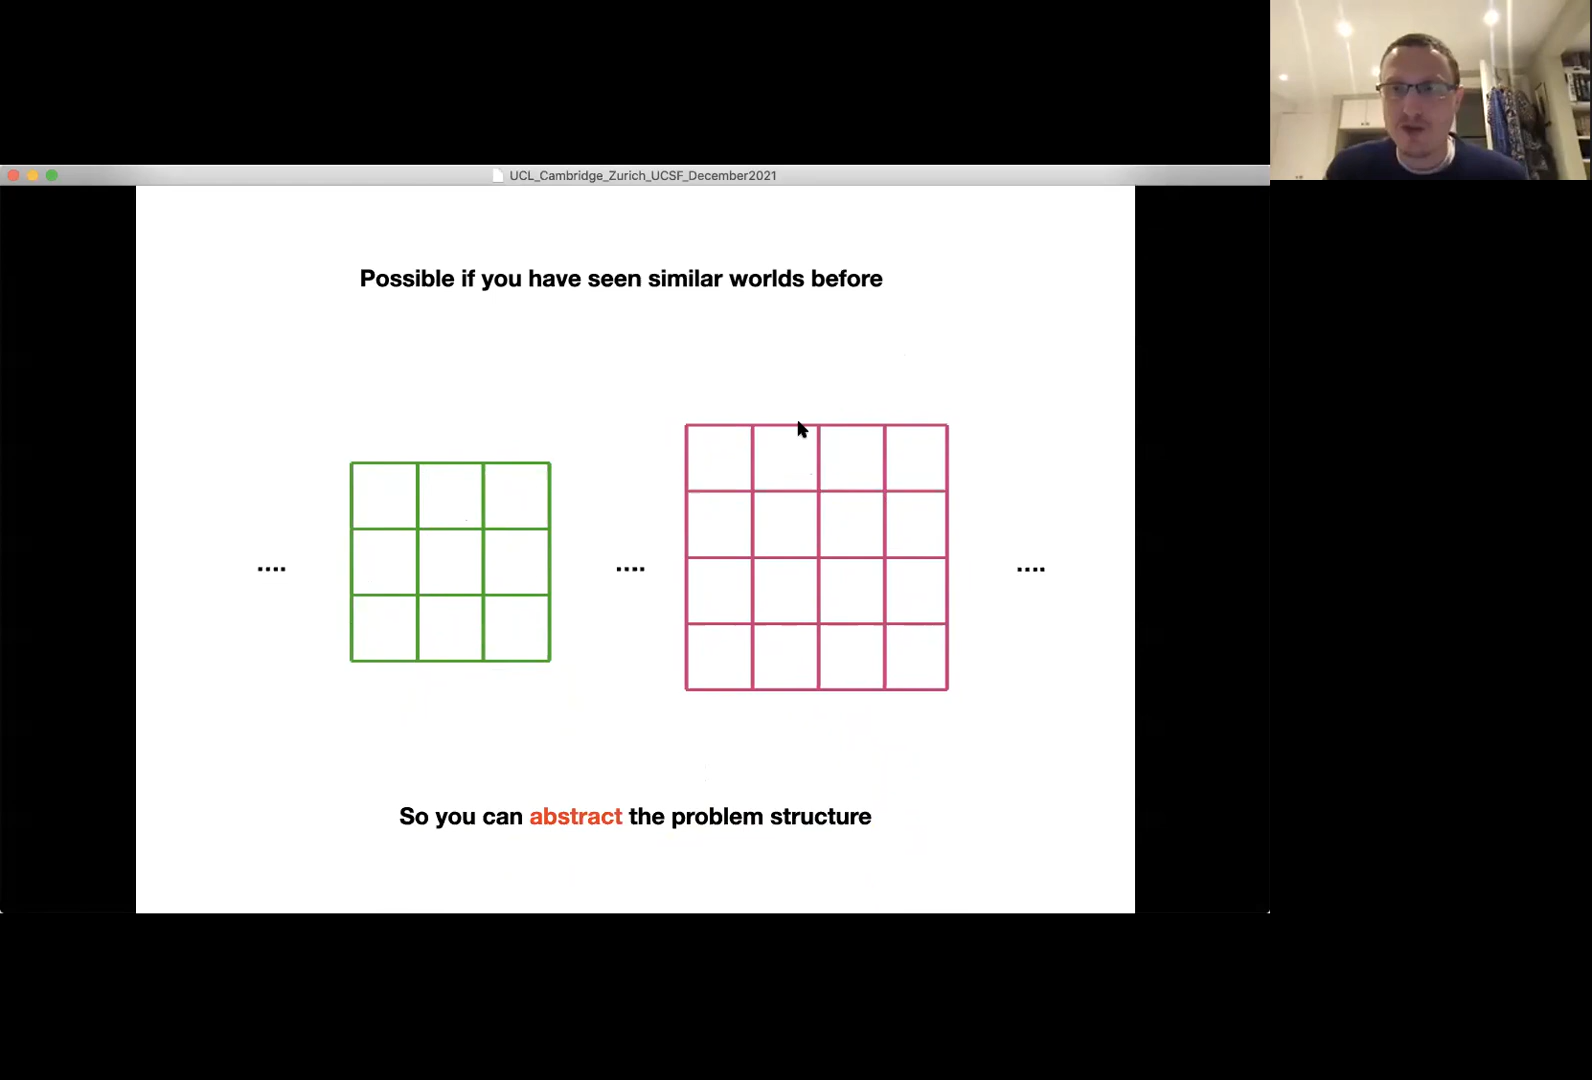 UCL_Cambridge_Zurich_UCSF_December2021
Possible if you have seen similar worlds before
.... .... ....
So you can abstract the problem structure